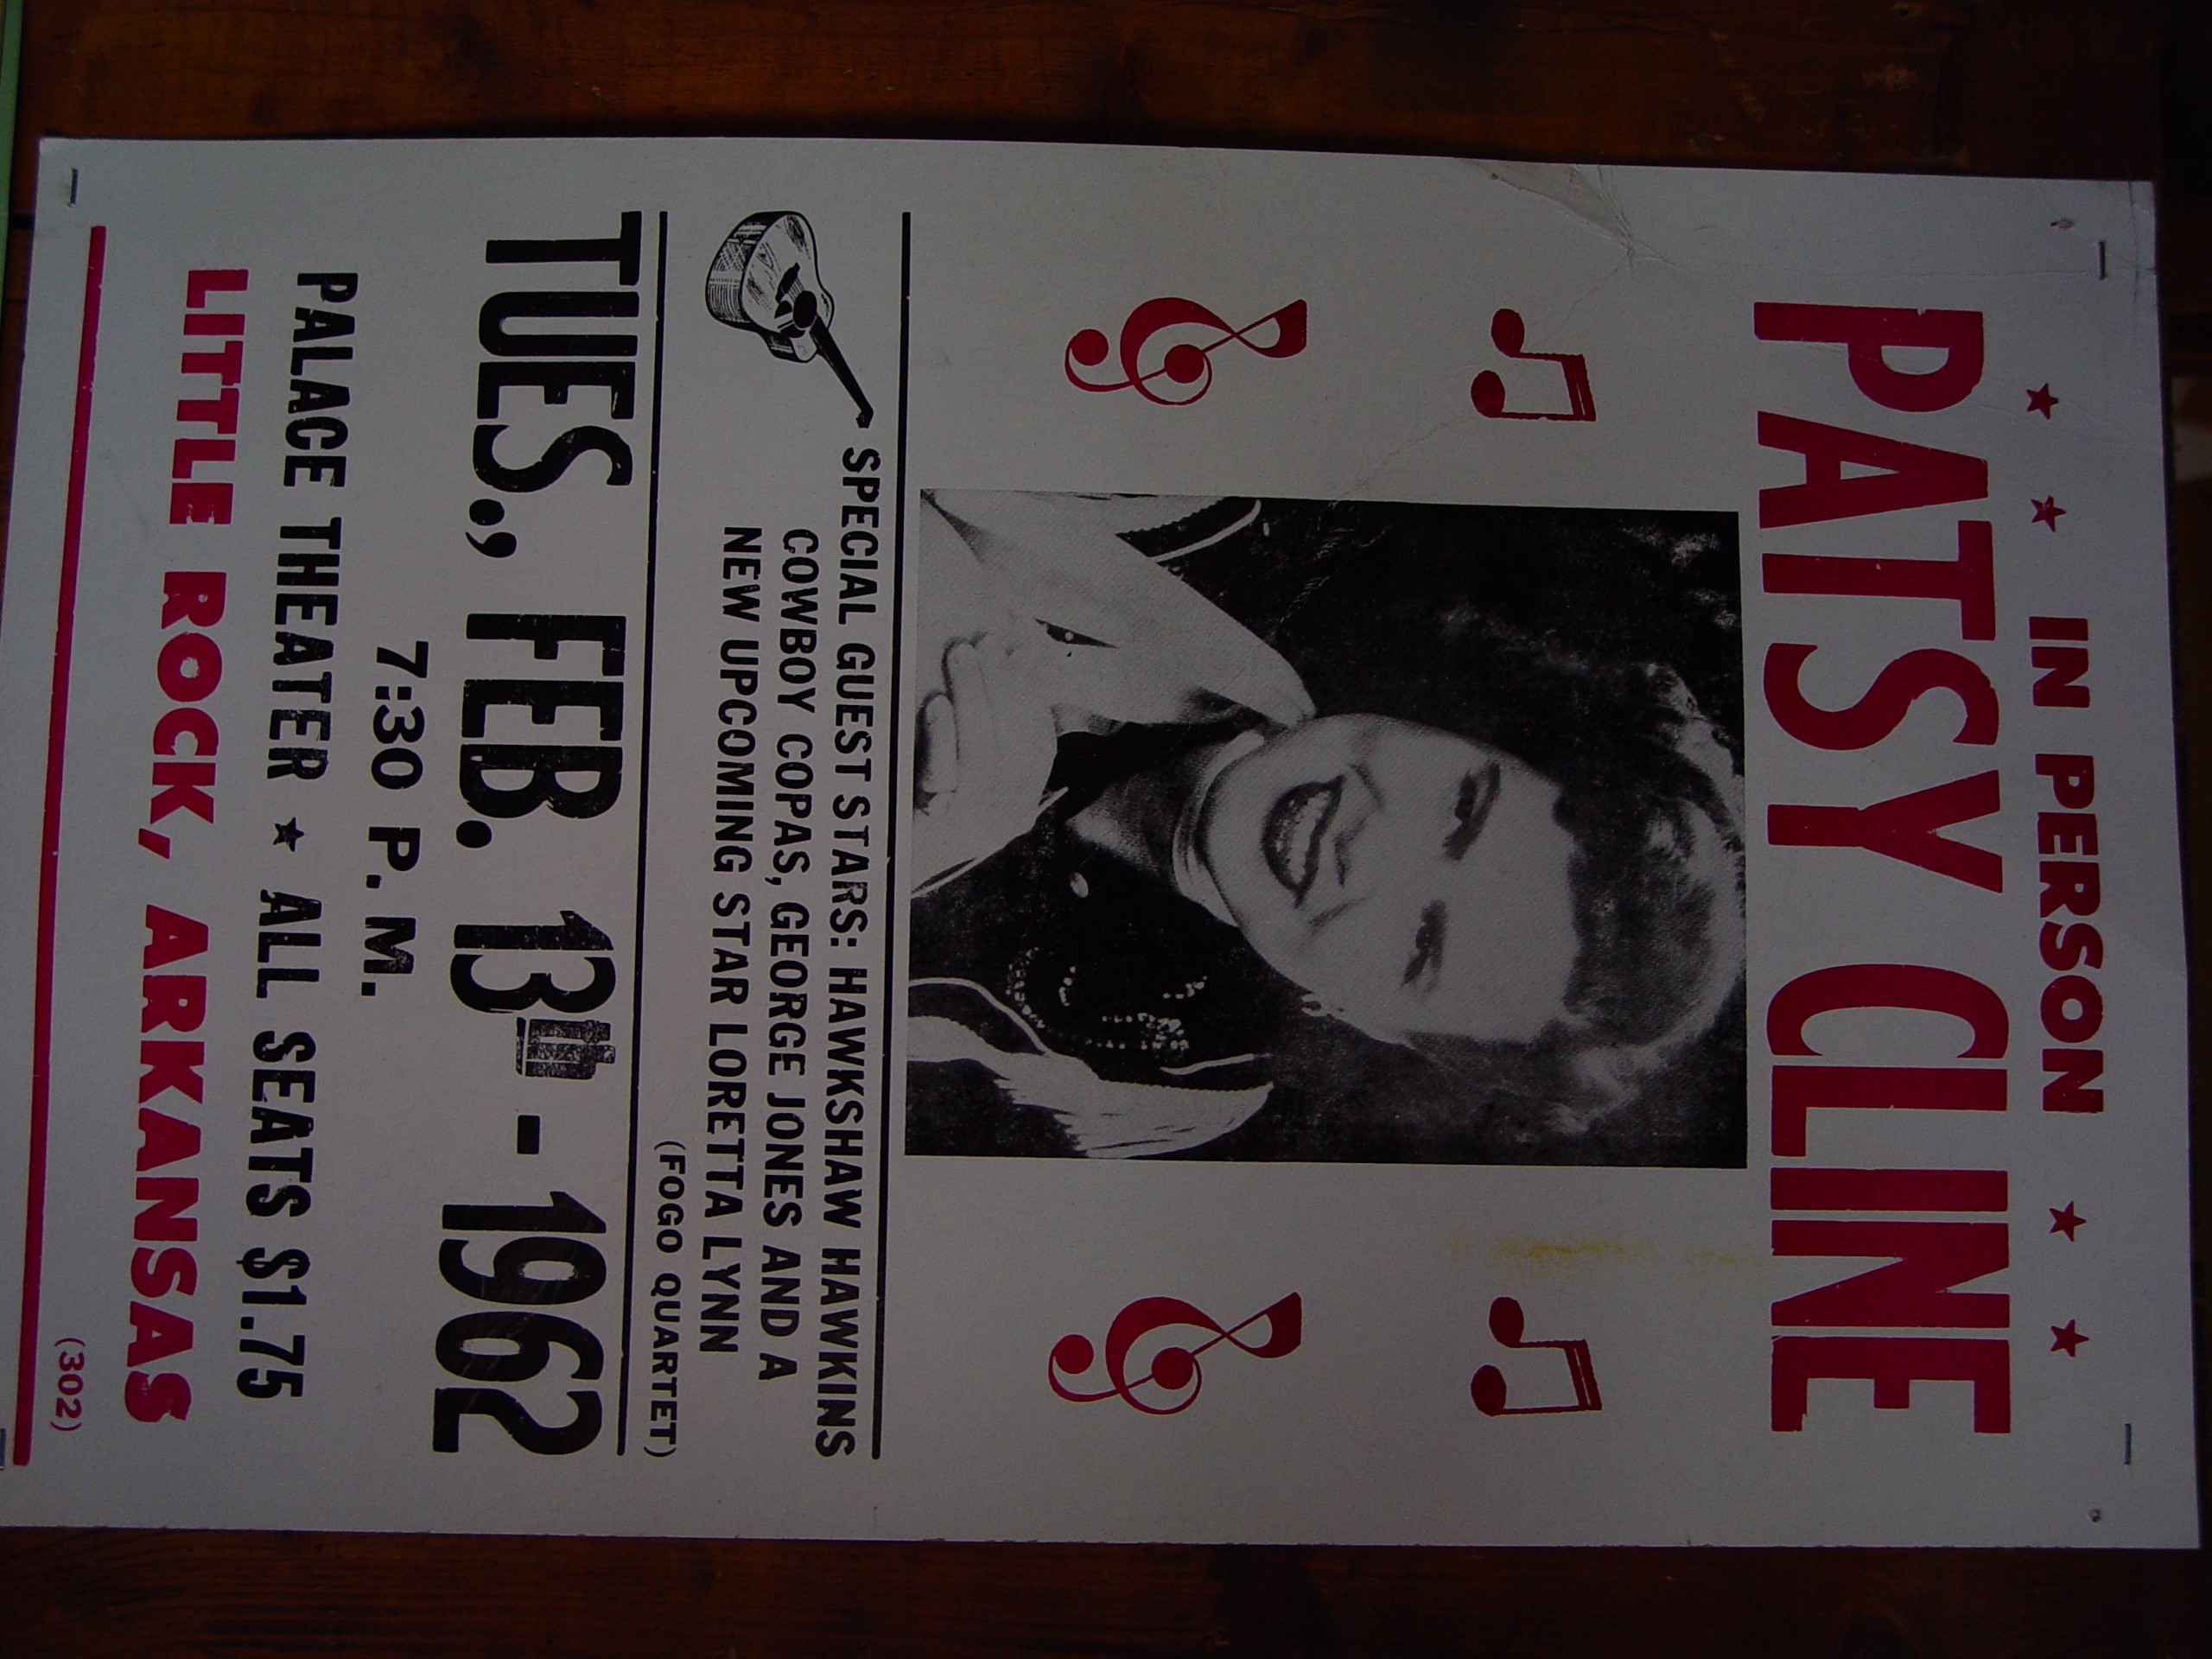 ★ ★ IN PERSON ★ ★
PATSY CLINE
SPECIAL GUEST STARS: HAWKSHAW HAWKINS
COWBOY COPAS, GEORGE JONES AND A
NEW UPCOMING STAR LORETTA LYNN
(FOGO QUARTET)
TUES., FEB. 13th - 1962
7:30 P. M.
PALACE THEATER ★ ALL SEATS $1.75
LITTLE ROCK, ARKANSAS
(302)